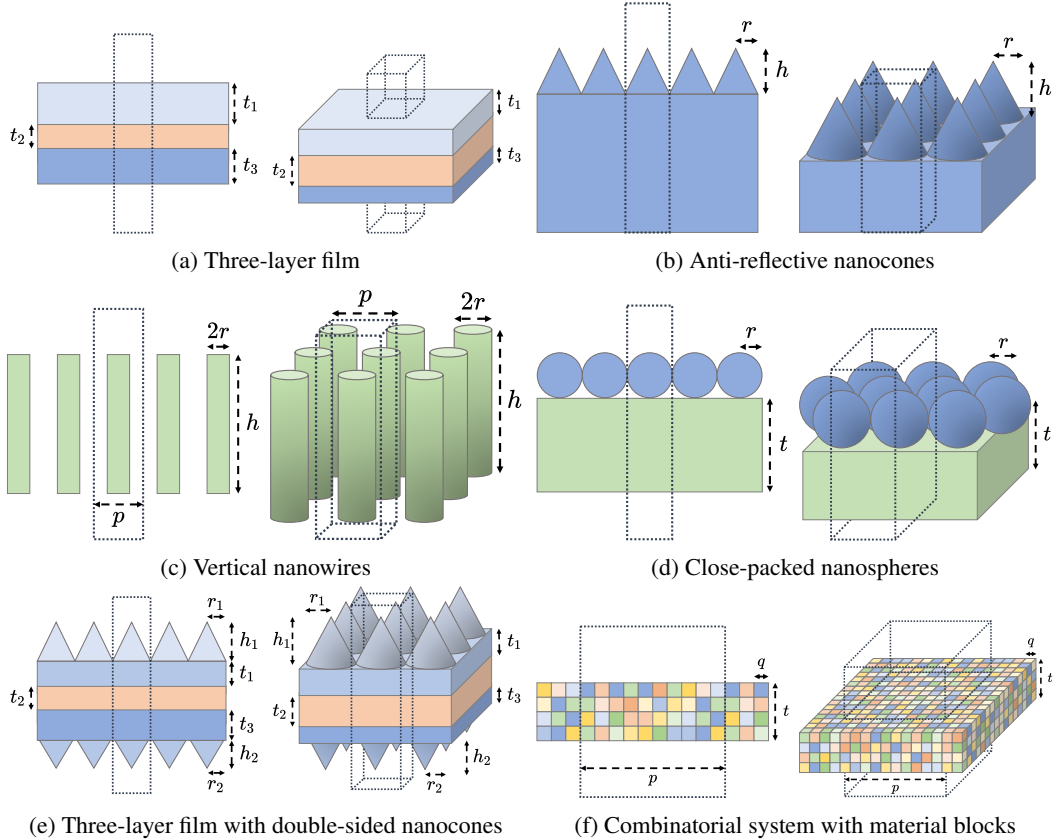 t₁
t₂
t₃
t₁
t₂
t₃
(a) Three-layer film
r
h
r
h
(b) Anti-reflective nanocones
2r
h
p
p
2r
h
(c) Vertical nanowires
r
t
r
t
(d) Close-packed nanospheres
r₁
h₁
t₁
t₂
t₃
h₂
r₂
r₁
h₁
t₁
t₂
t₃
h₂
r₂
(e) Three-layer film with double-sided nanocones
q
t
p
q
t
p
(f) Combinatorial system with material blocks